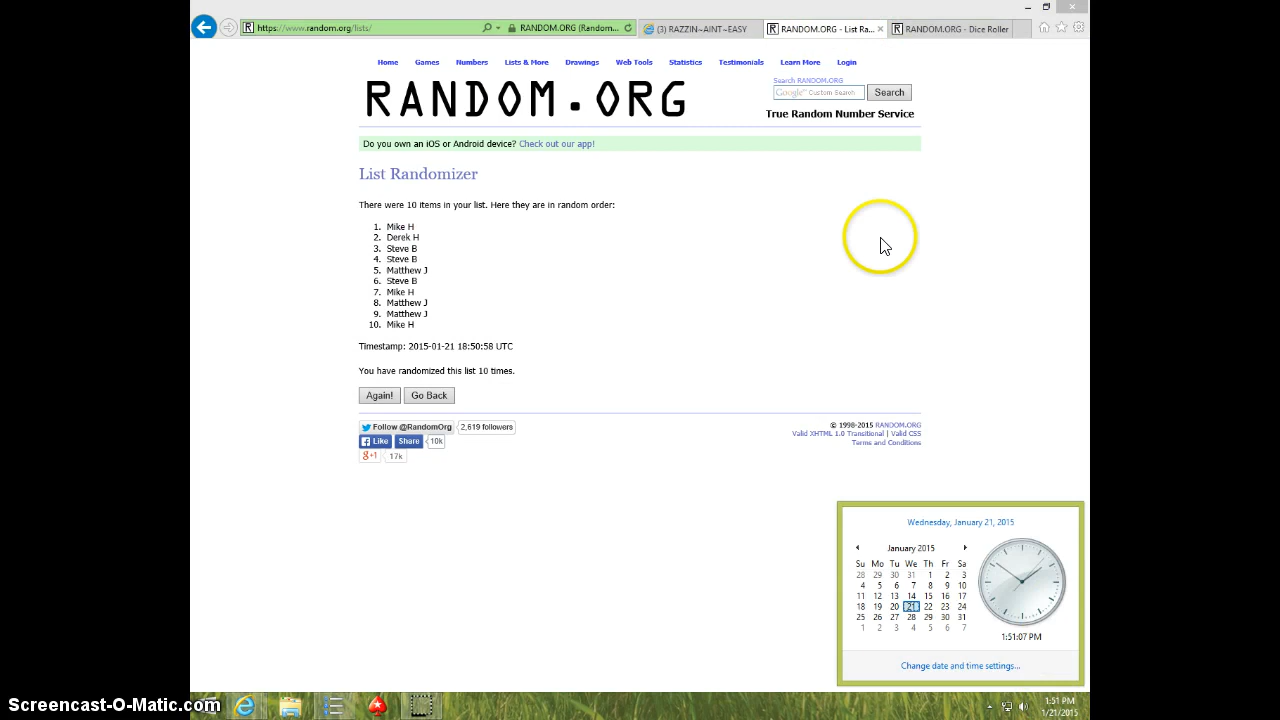 https://www.random.org/lists/
RANDOM.ORG (Random...
(3) RAZZIN~AINT~EASY
RANDOM.ORG - List Ra...
RANDOM.ORG - Dice Roller
Home Games Numbers Lists & More Drawings Web Tools Statistics Testimonials Learn More Login
RANDOM.ORG
Search RANDOM.ORG
Google™ Custom Search
Search
True Random Number Service
Do you own an iOS or Android device? Check out our app!
List Randomizer
There were 10 items in your list. Here they are in random order:
1. Mike H
2. Derek H
3. Steve B
4. Steve B
5. Matthew J
6. Steve B
7. Mike H
8. Matthew J
9. Matthew J
10. Mike H
Timestamp: 2015-01-21 18:50:58 UTC
You have randomized this list 10 times.
Again! Go Back
Follow @RandomOrg 2,619 followers
Like Share 10k
g+1 17k
© 1998-2015 RANDOM.ORG
Valid XHTML 1.0 Transitional | Valid CSS
Terms and Conditions
Wednesday, January 21, 2015
January 2015
Su Mo Tu We Th Fr Sa
28 29 30 31 1 2 3
4 5 6 7 8 9 10
11 12 13 14 15 16 17
18 19 20 21 22 23 24
25 26 27 28 29 30 31
1 2 3 4 5 6 7
1:51:07 PM
Change date and time settings...
1:51 PM
1/21/2015
Screencast-O-Matic.com